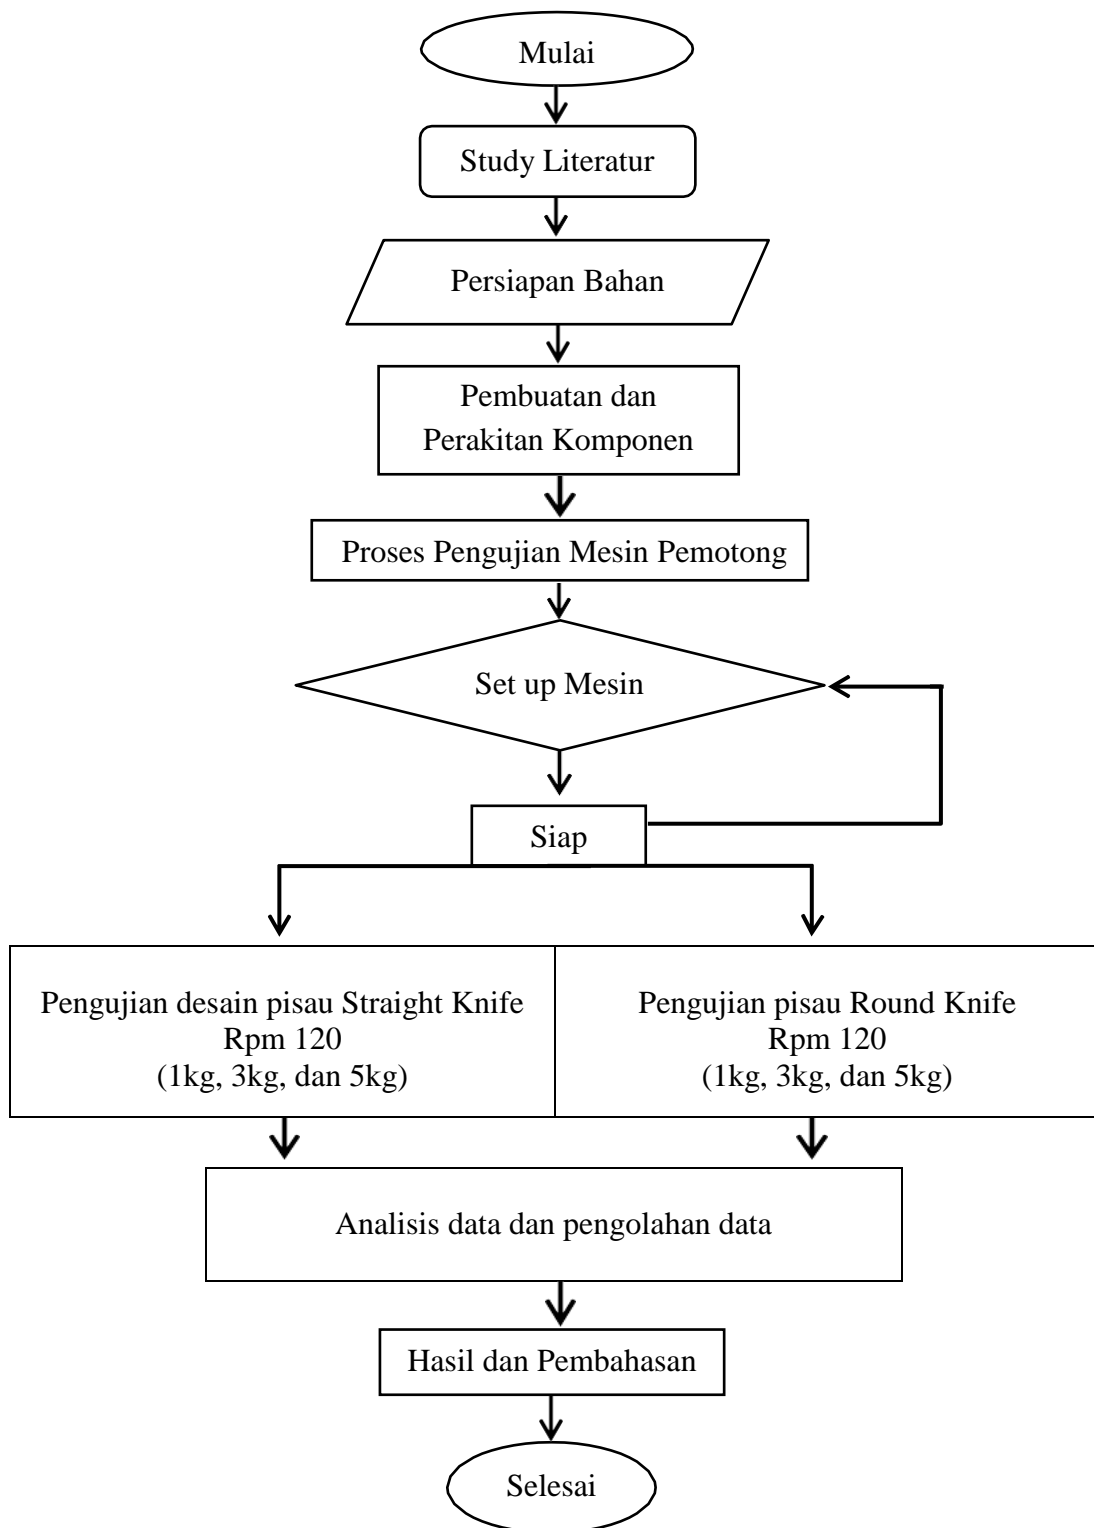 Mulai
Study Literatur
Persiapan Bahan
Pembuatan dan
Perakitan Komponen
Proses Pengujian Mesin Pemotong
Set up Mesin
Siap
Pengujian desain pisau Straight Knife
Rpm 120
(1kg, 3kg, dan 5kg)
Pengujian pisau Round Knife
Rpm 120
(1kg, 3kg, dan 5kg)
Analisis data dan pengolahan data
Hasil dan Pembahasan
Selesai